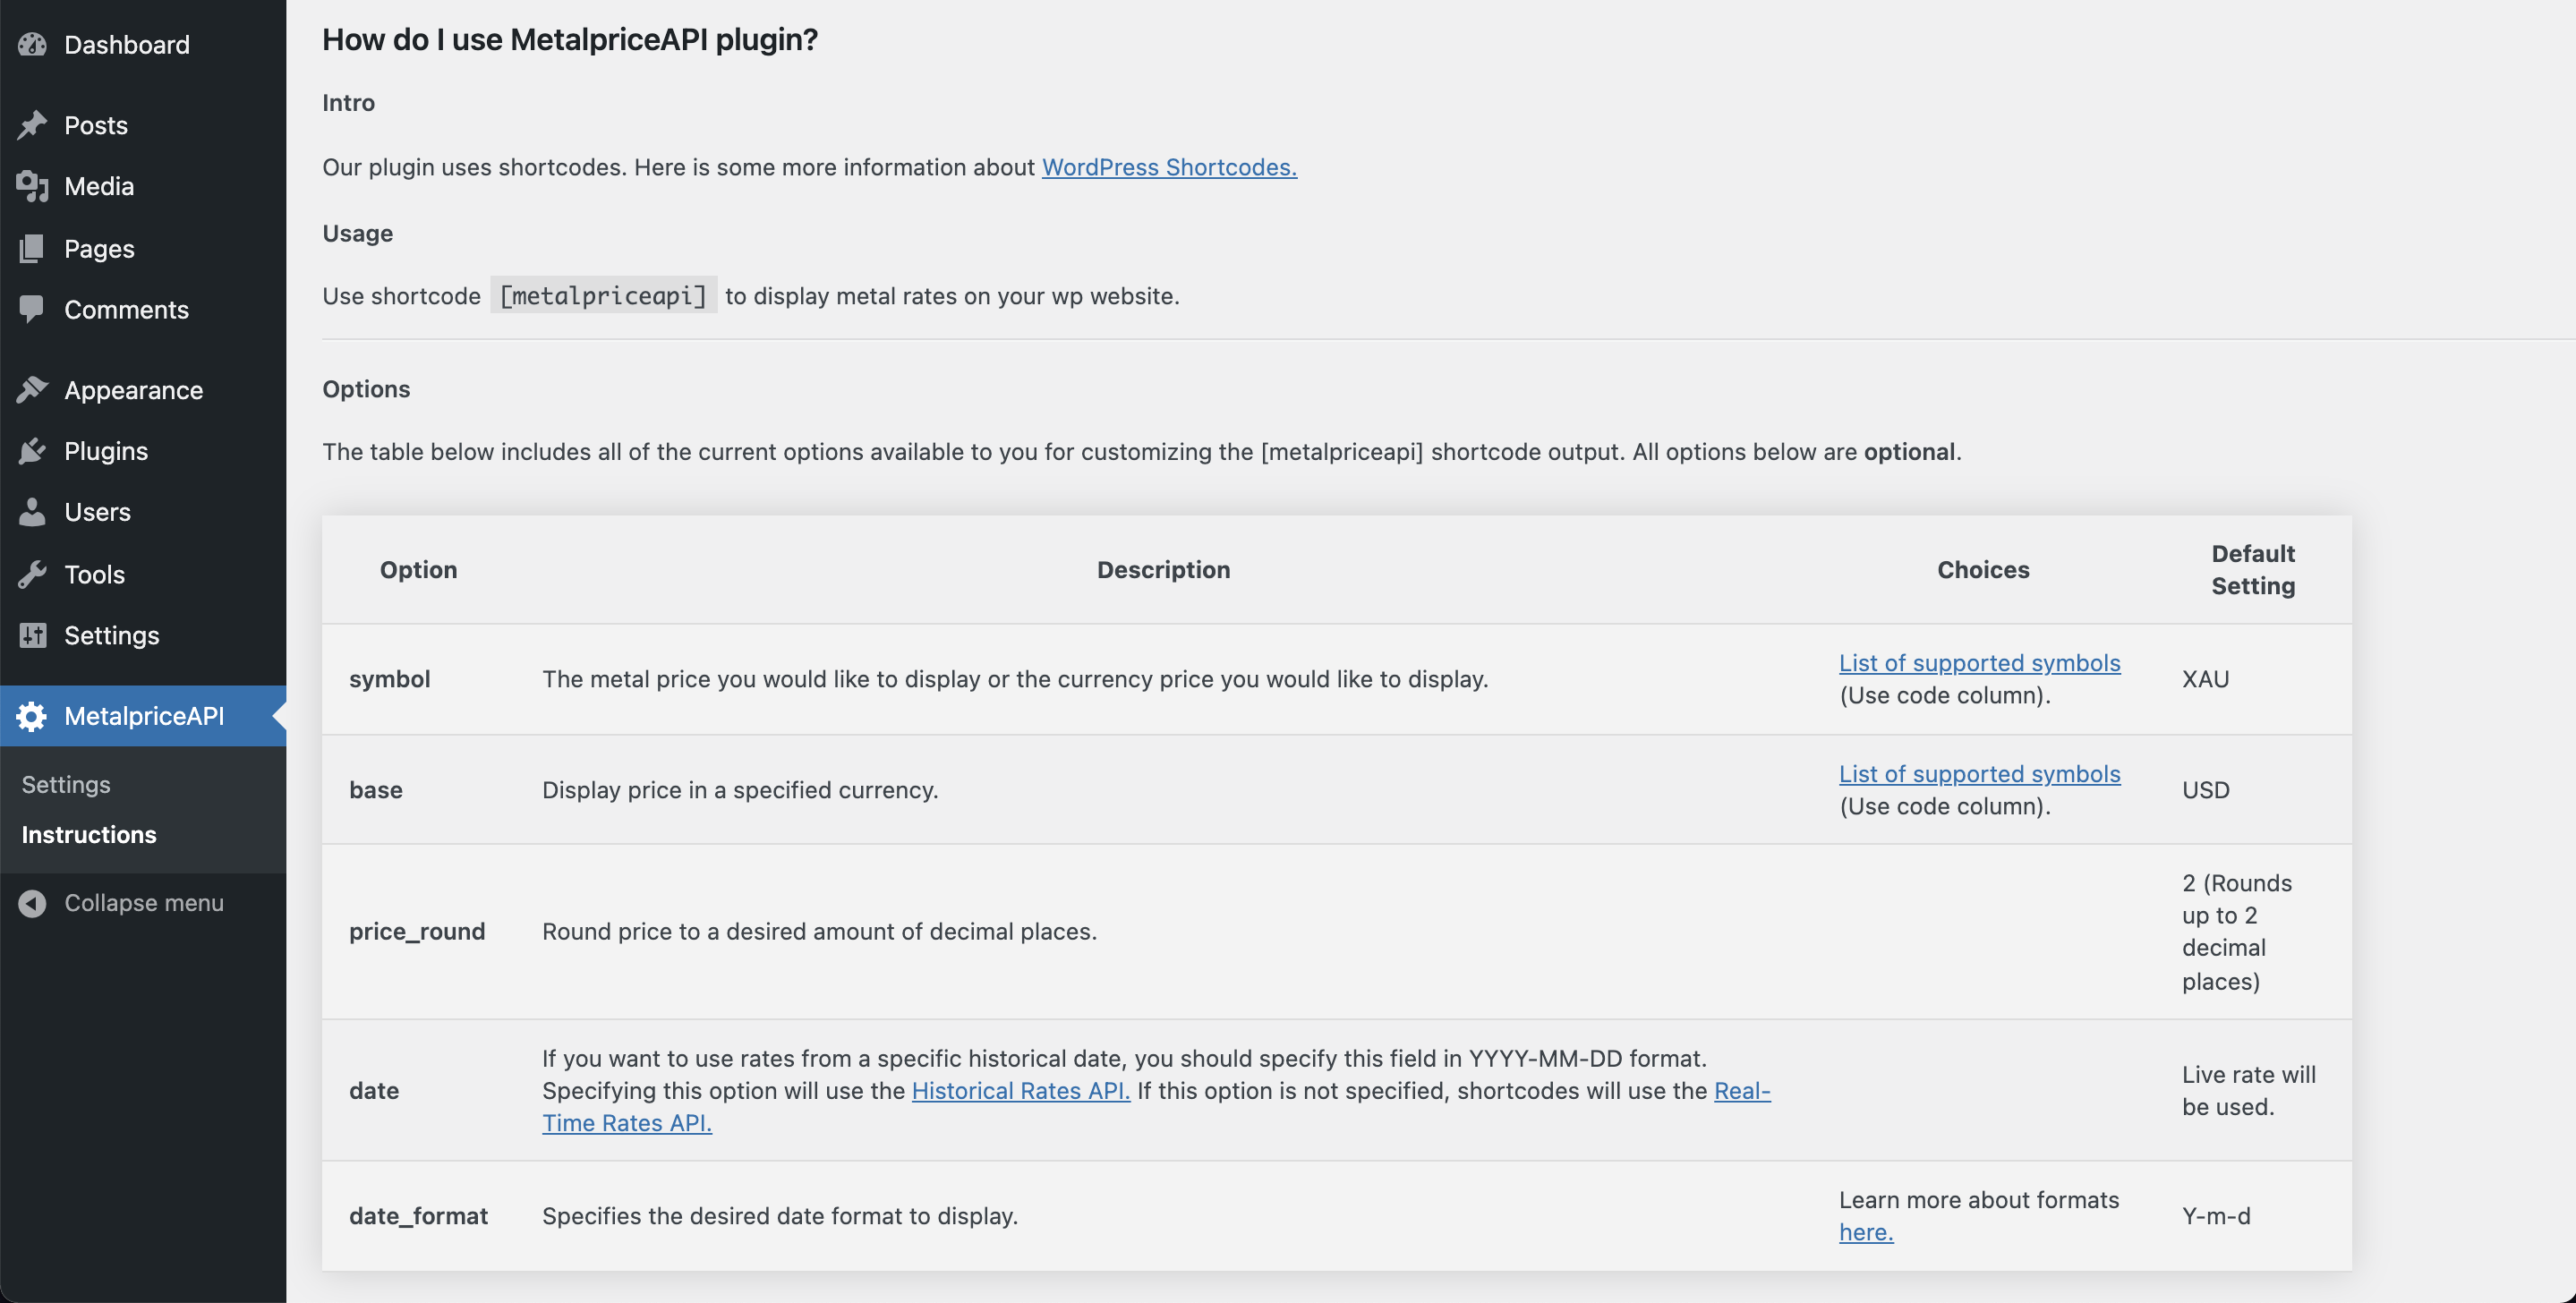 Dashboard
Posts
Media
Pages
Comments
Appearance
Plugins
Users
Tools
Settings
MetalpriceAPI
Settings
Instructions
Collapse menu
How do I use MetalpriceAPI plugin?
Intro
Our plugin uses shortcodes. Here is some more information about WordPress Shortcodes.
Usage
Use shortcode [metalpriceapi] to display metal rates on your wp website.
Options
The table below includes all of the current options available to you for customizing the [metalpriceapi] shortcode output. All options below are optional.
Option Description Choices Default
Setting
symbol The metal price you would like to display or the currency price you would like to display. List of supported symbols
(Use code column). XAU
base Display price in a specified currency. List of supported symbols
(Use code column). USD
price_round Round price to a desired amount of decimal places. 2 (Rounds
up to 2
decimal
places)
date If you want to use rates from a specific historical date, you should specify this field in YYYY-MM-DD format.
Specifying this option will use the Historical Rates API. If this option is not specified, shortcodes will use the Real-
Time Rates API.
Live rate will
be used.
date_format Specifies the desired date format to display. Learn more about formats
here. Y-m-d